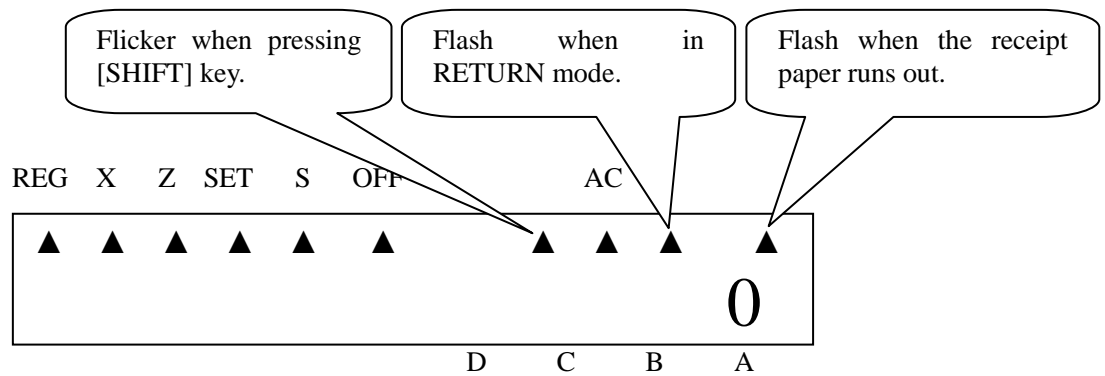 Flicker when pressing
[SHIFT] key.
Flash when in
RETURN mode.
Flash when the receipt
paper runs out.
REG X Z SET S OFF AC
0
D C B A